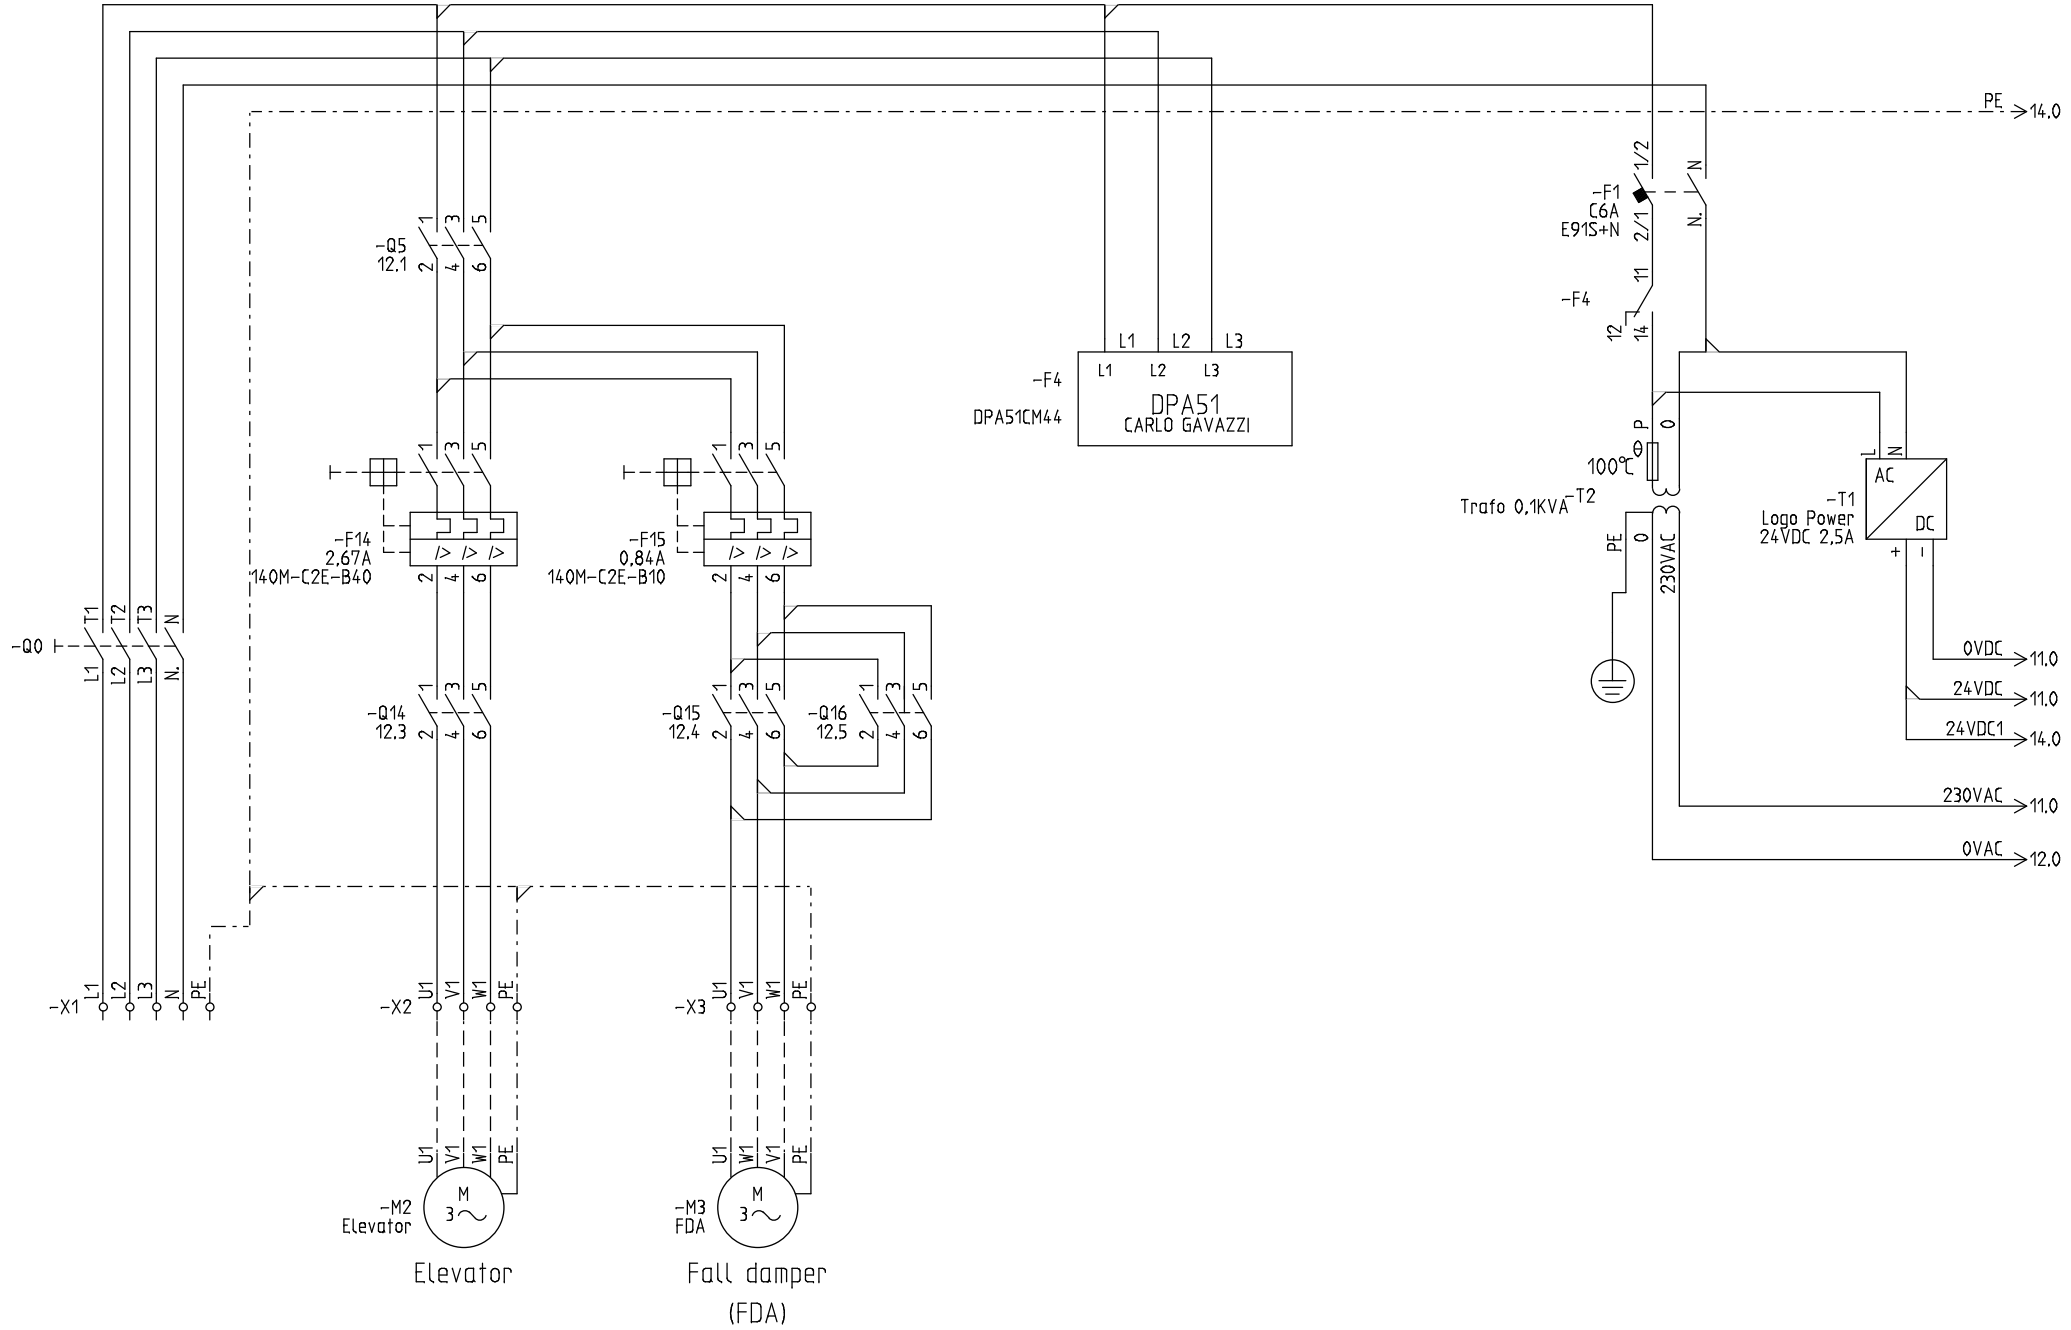 PE
14.0
1/2
N
-F1
C6A
E91S+N
2/1
N.
1
3
5
-Q5
12.1
2
4
6
11
-F4
12
14
L1
L2
L3
-F4
L1
L2
L3
DPA51
DPA51CM44
CARLO GAVAZZI
P
0
θ
100°C
L
N
AC
DC
-T1
Logo Power
24VDC 2,5A
+
-
-T2
Trafo 0,1KVA
PE
0
230VAC
1
3
5
1
3
5
-F14
2,67A
140M-C2E-B40
I>
I>
I>
2
4
6
-F15
0,84A
140M-C2E-B10
I>
I>
I>
2
4
6
T1
T2
T3
N
-Q0
L1
L2
L3
N.
0VDC
11.0
24VDC
11.0
24VDC1
14.0
230VAC
11.0
0VAC
12.0
1
3
5
-Q14
12.3
2
4
6
1
3
5
-Q15
12.4
2
4
6
1
3
5
-Q16
12.5
2
4
6
-X1
L1
L2
L3
N
PE
-X2
U1
V1
W1
PE
-X3
U1
V1
W1
PE
U1
V1
W1
PE
U1
W1
V1
PE
M
3
-M2
Elevator
M
3
-M3
FDA
Elevator
Fall damper
(FDA)